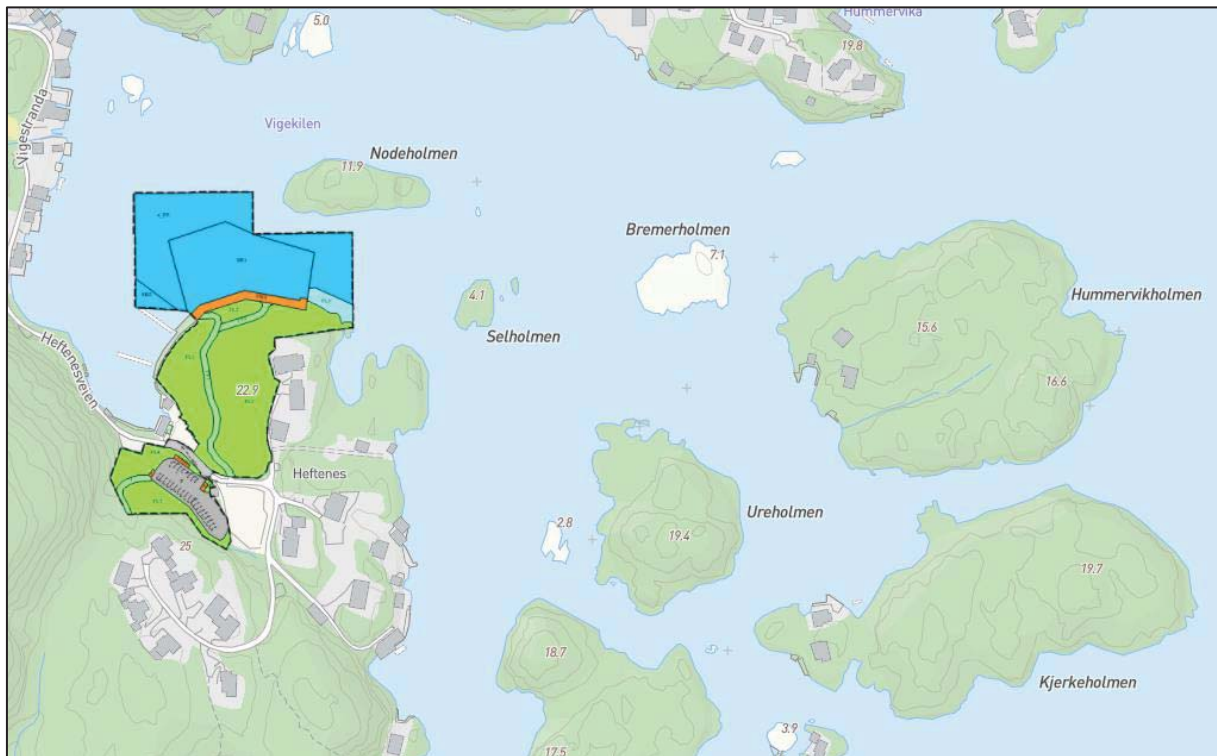 Hummervika
5.0
19.8
Vigestranda
Vigekilen
Nodeholmen
11.9
Bremerholmen
7.1
Hummervikholmen
4.1
Selholmen
15.6
16.6
Heftenesveien
22.9
Heftenes
Ureholmen
2.8
19.4
19.7
25
18.7
Kjerkeholmen
3.9
17.5